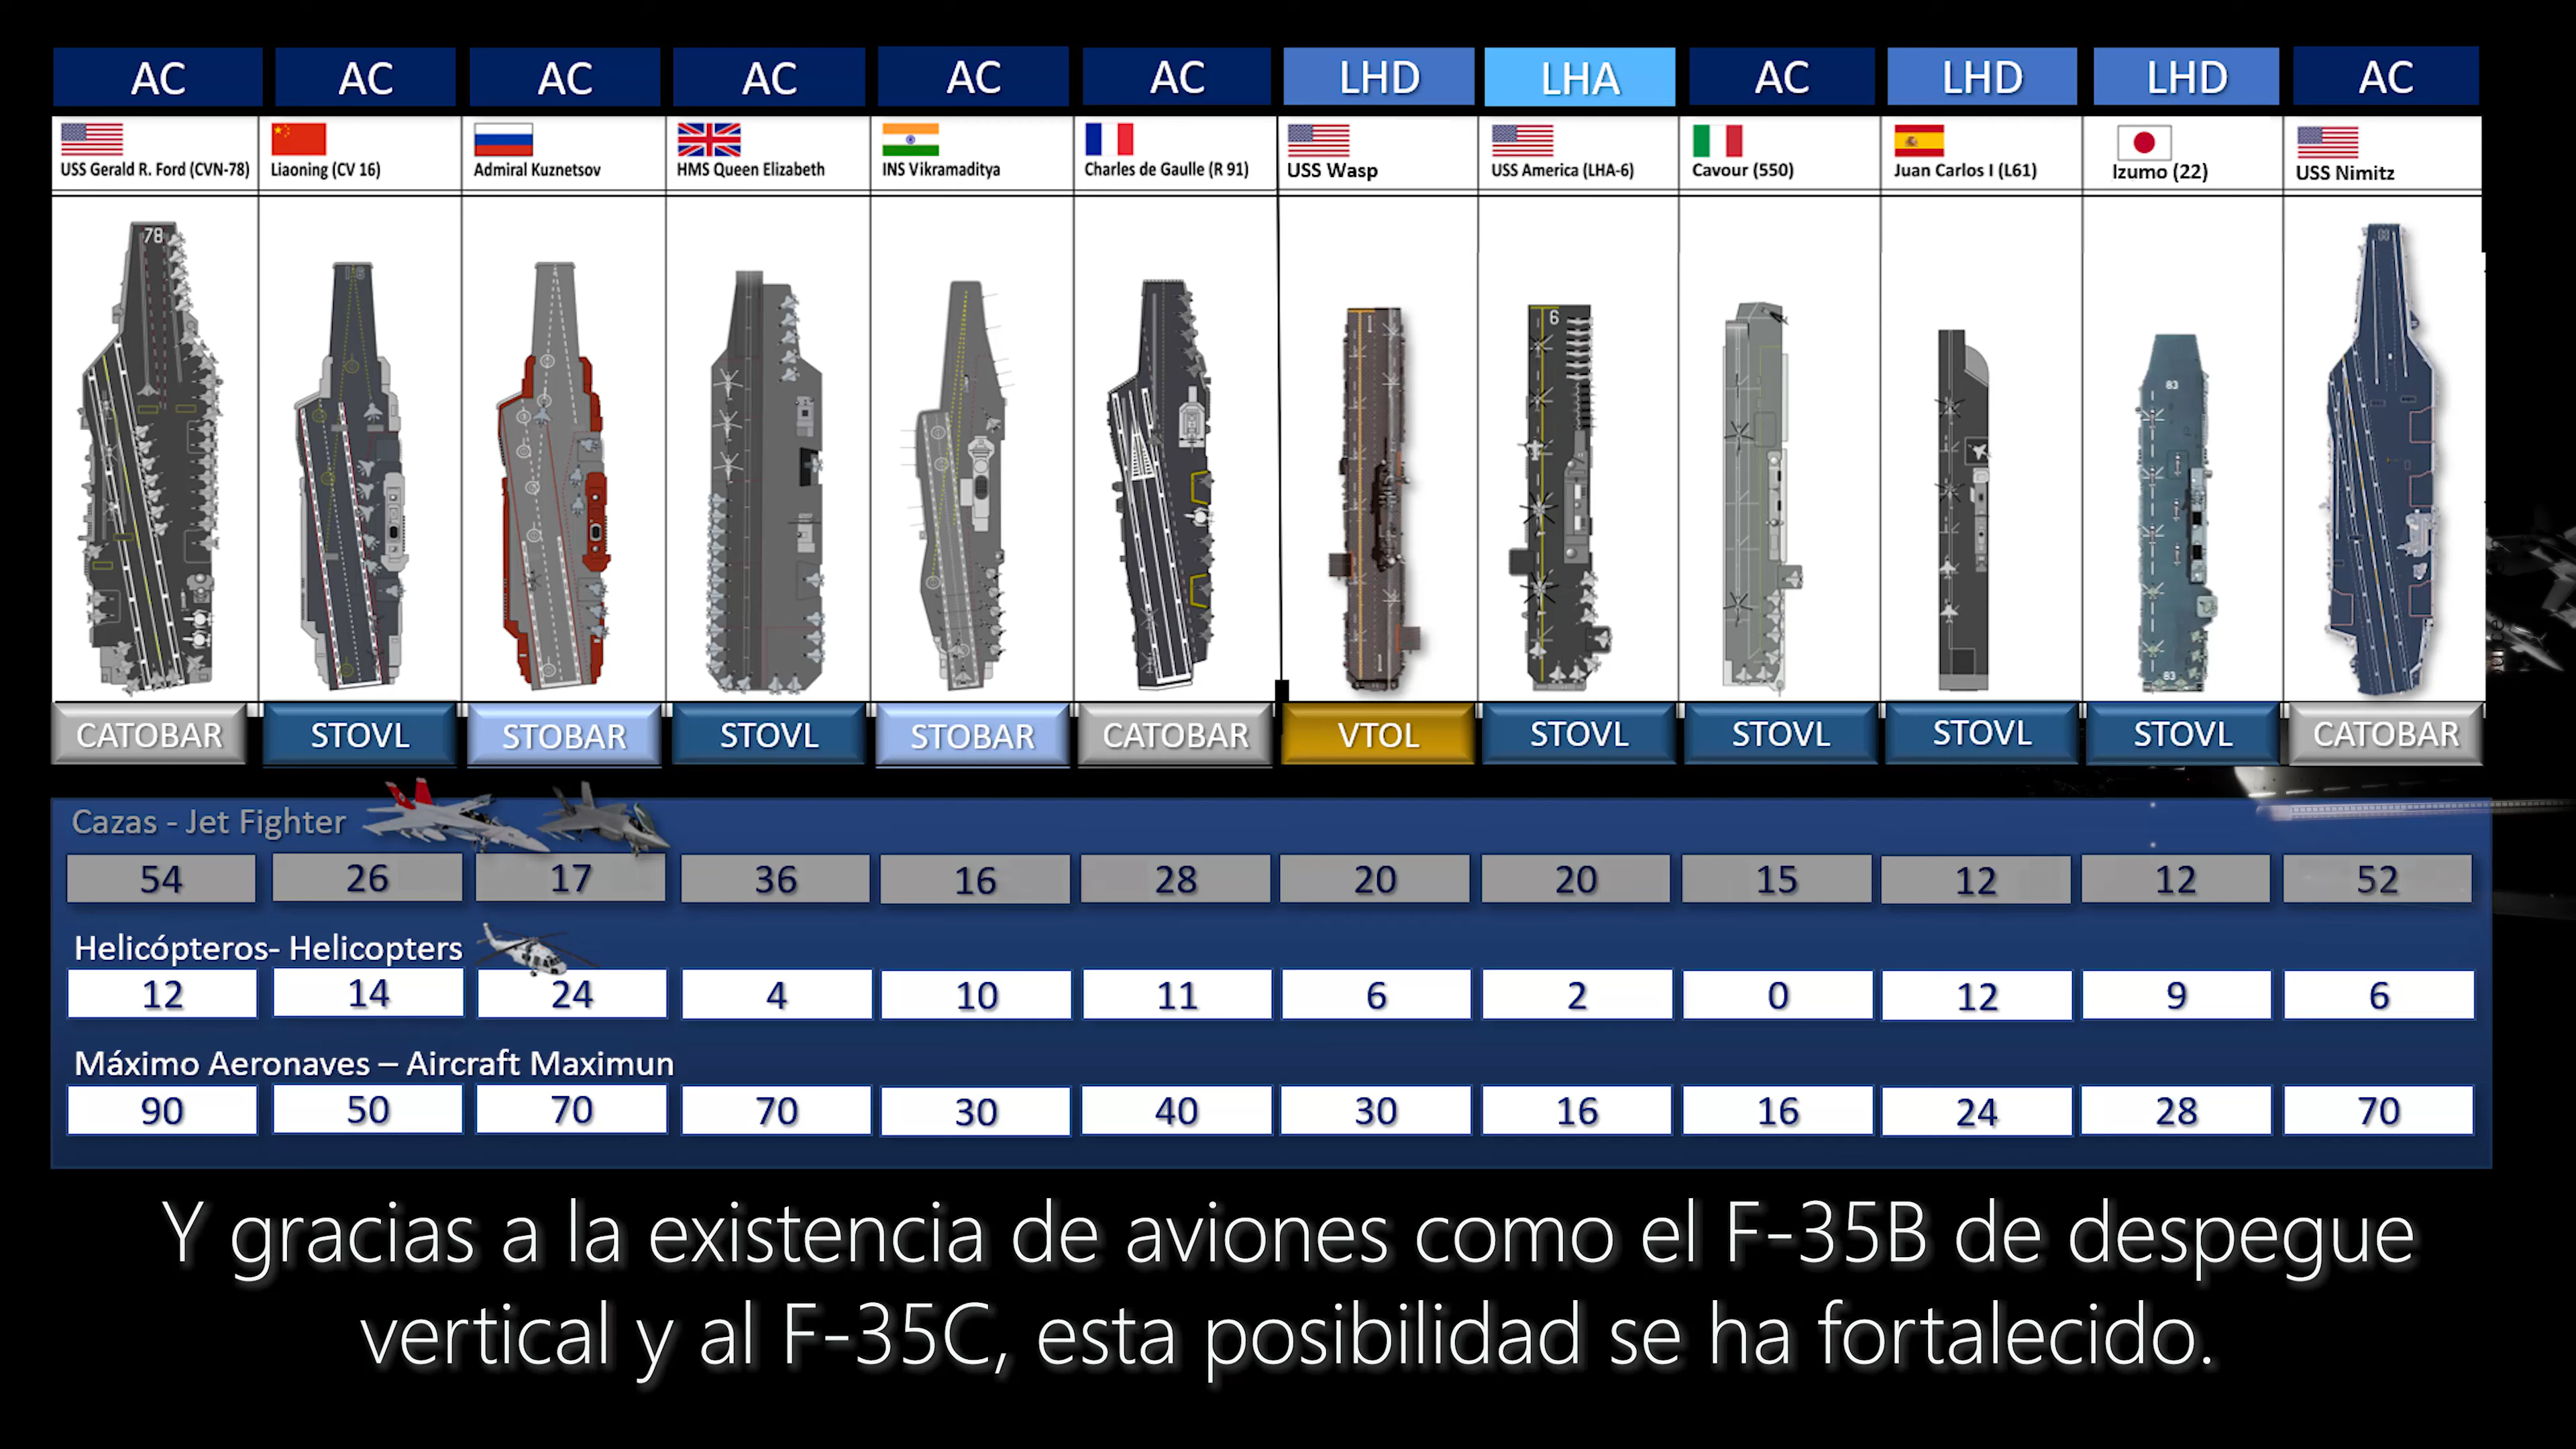 AC AC AC AC AC AC LHD LHA AC LHD LHD AC
USS Gerald R. Ford (CVN-78) Liaoning (CV 16) Admiral Kuznetsov HMS Queen Elizabeth INS Vikramaditya Charles de Gaulle (R 91) USS Wasp USS America (LHA-6) Cavour (550) Juan Carlos I (L61) Izumo (22) USS Nimitz
78
6
83
83
CATOBAR STOVL STOBAR STOVL STOBAR CATOBAR VTOL STOVL STOVL STOVL STOVL CATOBAR
Cazas - Jet Fighter
54 26 17 36 16 28 20 20 15 12 12 52
Helicópteros- Helicopters
12 14 24 4 10 11 6 2 0 12 9 6
Máximo Aeronaves – Aircraft Maximun
90 50 70 70 30 40 30 16 16 24 28 70
Y gracias a la existencia de aviones como el F-35B de despegue
vertical y al F-35C, esta posibilidad se ha fortalecido.